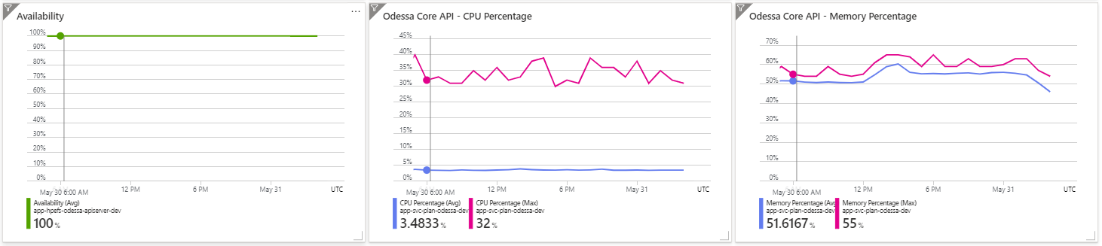 Availability
...
100%
90%
80%
70%
60%
50%
40%
30%
20%
10%
0%
May 30 6:00 AM 12 PM 6 PM May 31 UTC
Availability (Avg)
app-hpefs-odessa-apiserver-dev
100 %
Odessa Core API - CPU Percentage
45%
40%
35%
30%
25%
20%
15%
10%
5%
0%
May 30 6:00 AM 12 PM 6 PM May 31 UTC
CPU Percentage (Avg) CPU Percentage (Max)
app-svc-plan-odessa-dev app-svc-plan-odessa-dev
3.4833 % 32 %
Odessa Core API - Memory Percentage
70%
60%
50%
40%
30%
20%
10%
0%
May 30 6:00 AM 12 PM 6 PM May 31 UTC
Memory Percentage (Avg) Memory Percentage (Max)
app-svc-plan-odessa-dev app-svc-plan-odessa-dev
51.6167 % 55 %